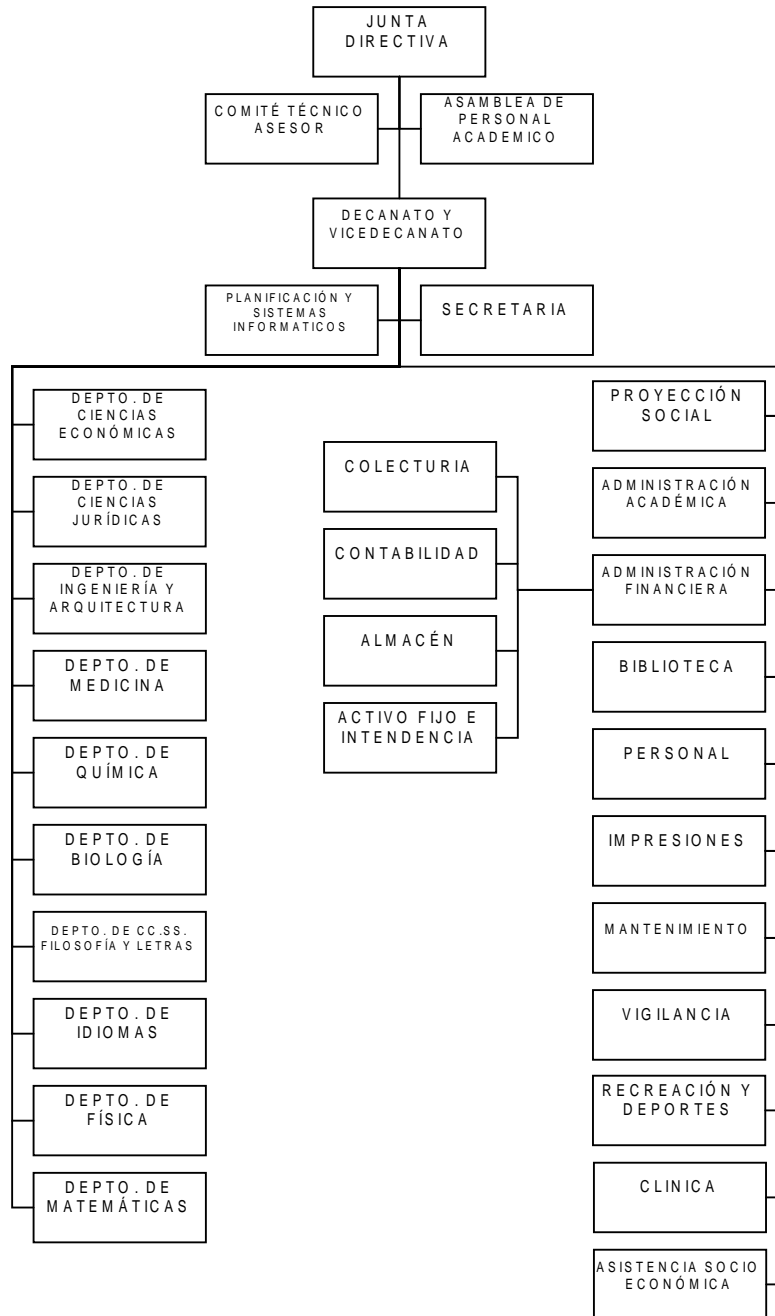 JUNTA
DIRECTIVA
COMITÉ TÉCNICO
ASESOR
ASAMBLEA DE
PERSONAL
ACADEMICO
DECANATO Y
VICEDECANATO
PLANIFICACIÓN Y
SISTEMAS
INFORMATICOS
SECRETARIA
DEPTO. DE
CIENCIAS
ECONÓMICAS
DEPTO. DE
CIENCIAS
JURÍDICAS
DEPTO. DE
INGENIERÍA Y
ARQUITECTURA
DEPTO. DE
MEDICINA
DEPTO. DE
QUÍMICA
DEPTO. DE
BIOLOGÍA
DEPTO. DE CC.SS.
FILOSOFÍA Y LETRAS
DEPTO. DE
IDIOMAS
DEPTO. DE
FÍSICA
DEPTO. DE
MATEMÁTICAS
COLECTURIA
CONTABILIDAD
ALMACÉN
ACTIVO FIJO E
INTENDENCIA
PROYECCIÓN
SOCIAL
ADMINISTRACIÓN
ACADÉMICA
ADMINISTRACIÓN
FINANCIERA
BIBLIOTECA
PERSONAL
IMPRESIONES
MANTENIMIENTO
VIGILANCIA
RECREACIÓN Y
DEPORTES
CLINICA
ASISTENCIA SOCIO
ECONÓMICA